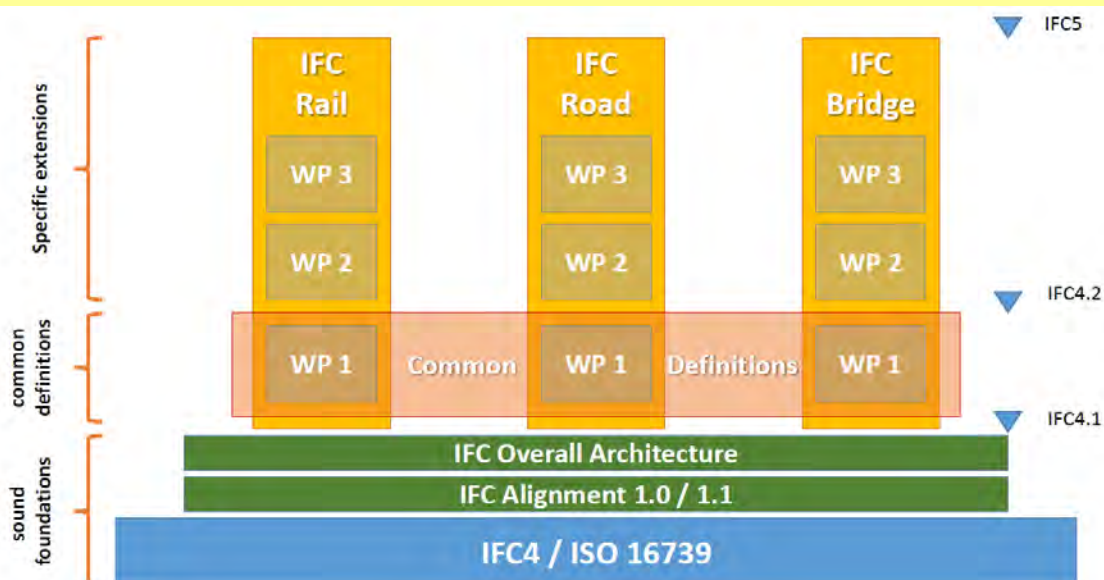 IFC5
IFC Rail
IFC Road
IFC Bridge
Specific extensions
WP 3
WP 3
WP 3
WP 2
WP 2
WP 2
IFC4.2
common definitions
WP 1
Common
WP 1
Definitions
WP 1
IFC4.1
sound foundations
IFC Overall Architecture
IFC Alignment 1.0 / 1.1
IFC4 / ISO 16739